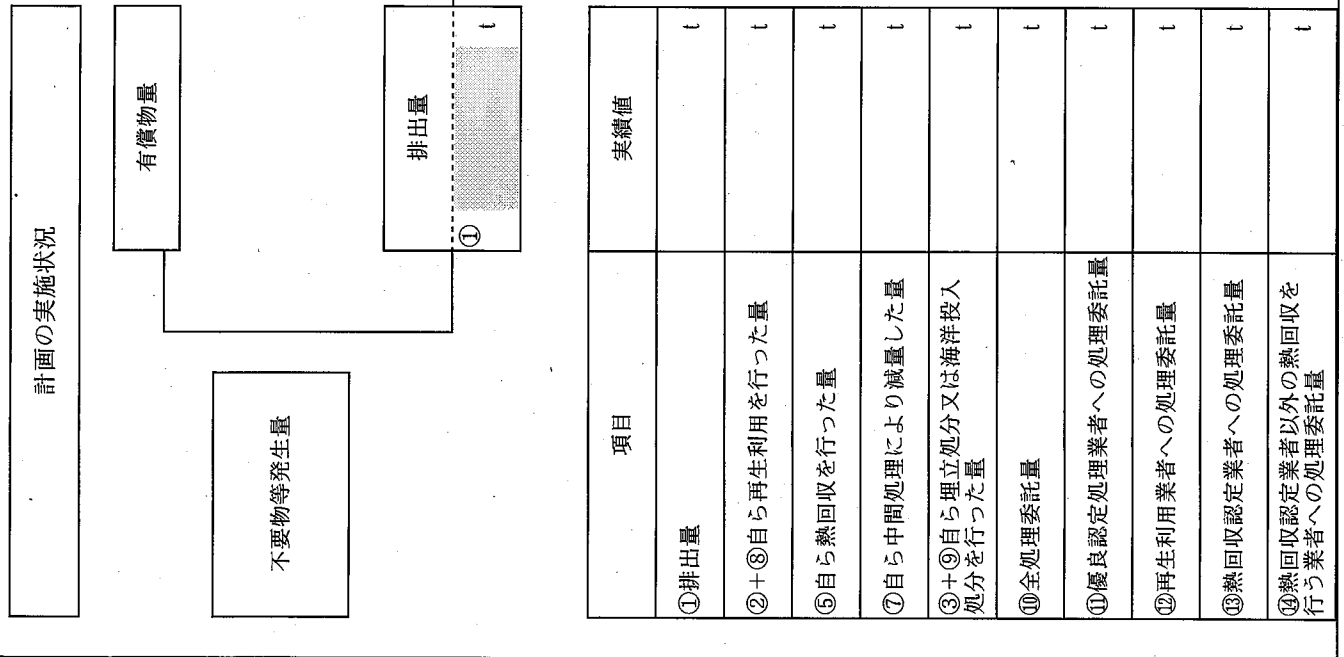 計画の実施状況
有償物量
不要物等発生量
排出量
① t
項目 実績値
①排出量 t
②+⑧自ら再生利用を行った量 t
⑤自ら熱回収を行った量 t
⑦自ら中間処理により減量した量 t
③+⑨自ら埋立処分又は海洋投入
処分を行った量 t
⑩全処理委託量 t
⑪優良認定処理業者への処理委託量 t
⑫再生利用業者への処理委託量 t
⑬熱回収認定業者への処理委託量 t
⑭熱回収認定業者以外の熱回収を
行う業者への処理委託量 t